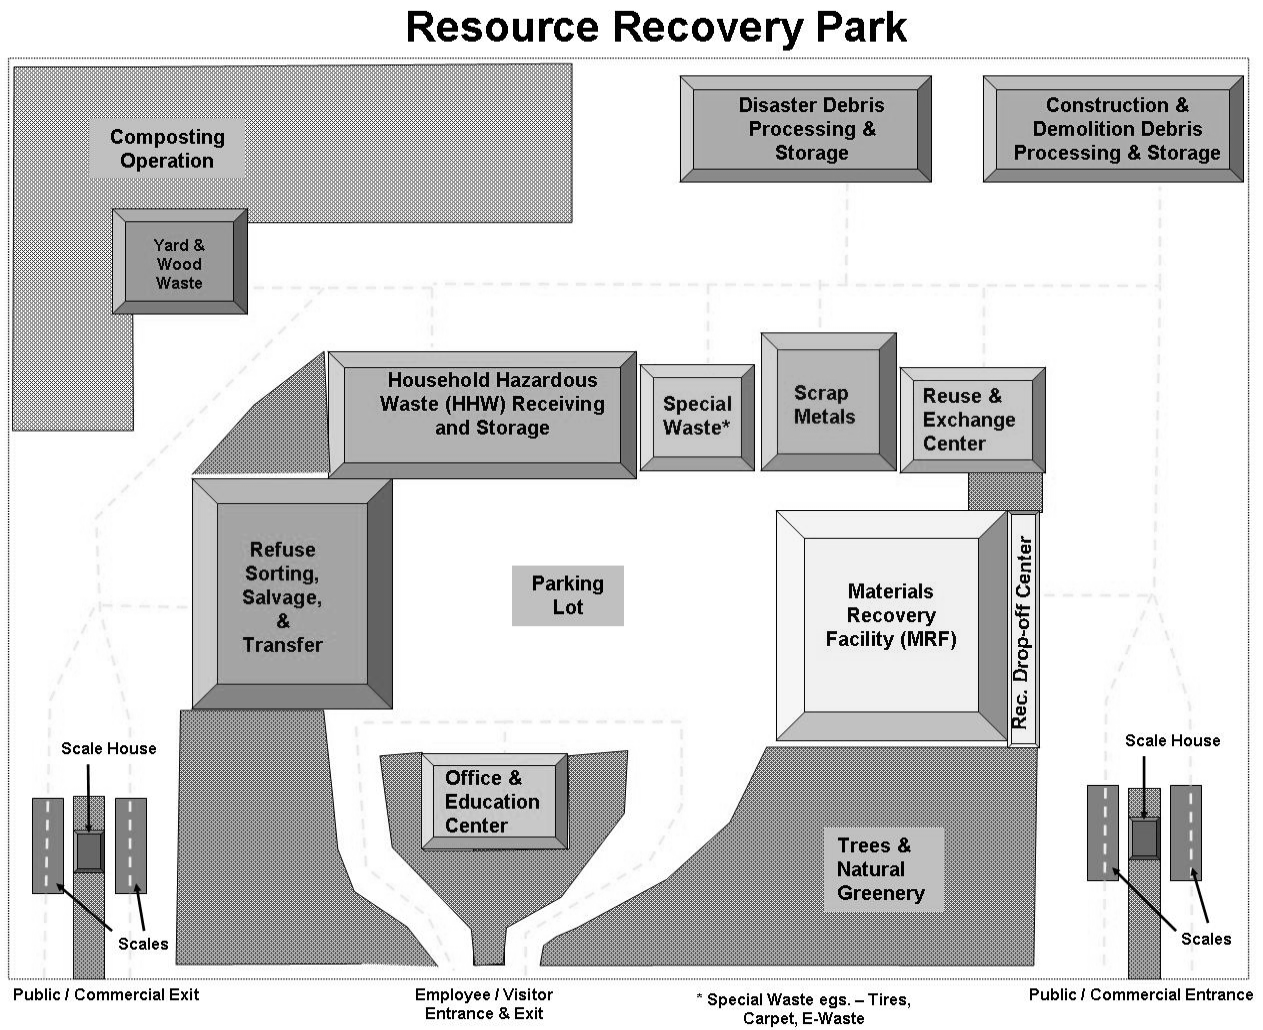 Resource Recovery Park
Composting
Operation
Disaster Debris
Processing &
Storage
Construction &
Demolition Debris
Processing & Storage
Yard &
Wood
Waste
Household Hazardous
Waste (HHW) Receiving
and Storage
Special
Waste*
Scrap
Metals
Reuse &
Exchange
Center
Refuse
Sorting,
Salvage,
&
Transfer
Parking
Lot
Materials
Recovery
Facility (MRF)
Rec. Drop-off Center
Scale House
Office &
Education
Center
Trees &
Natural
Greenery
Scale House
Scales
Scales
Public / Commercial Exit
Employee / Visitor
Entrance & Exit
* Special Waste egs. – Tires,
Carpet, E-Waste
Public / Commercial Entrance